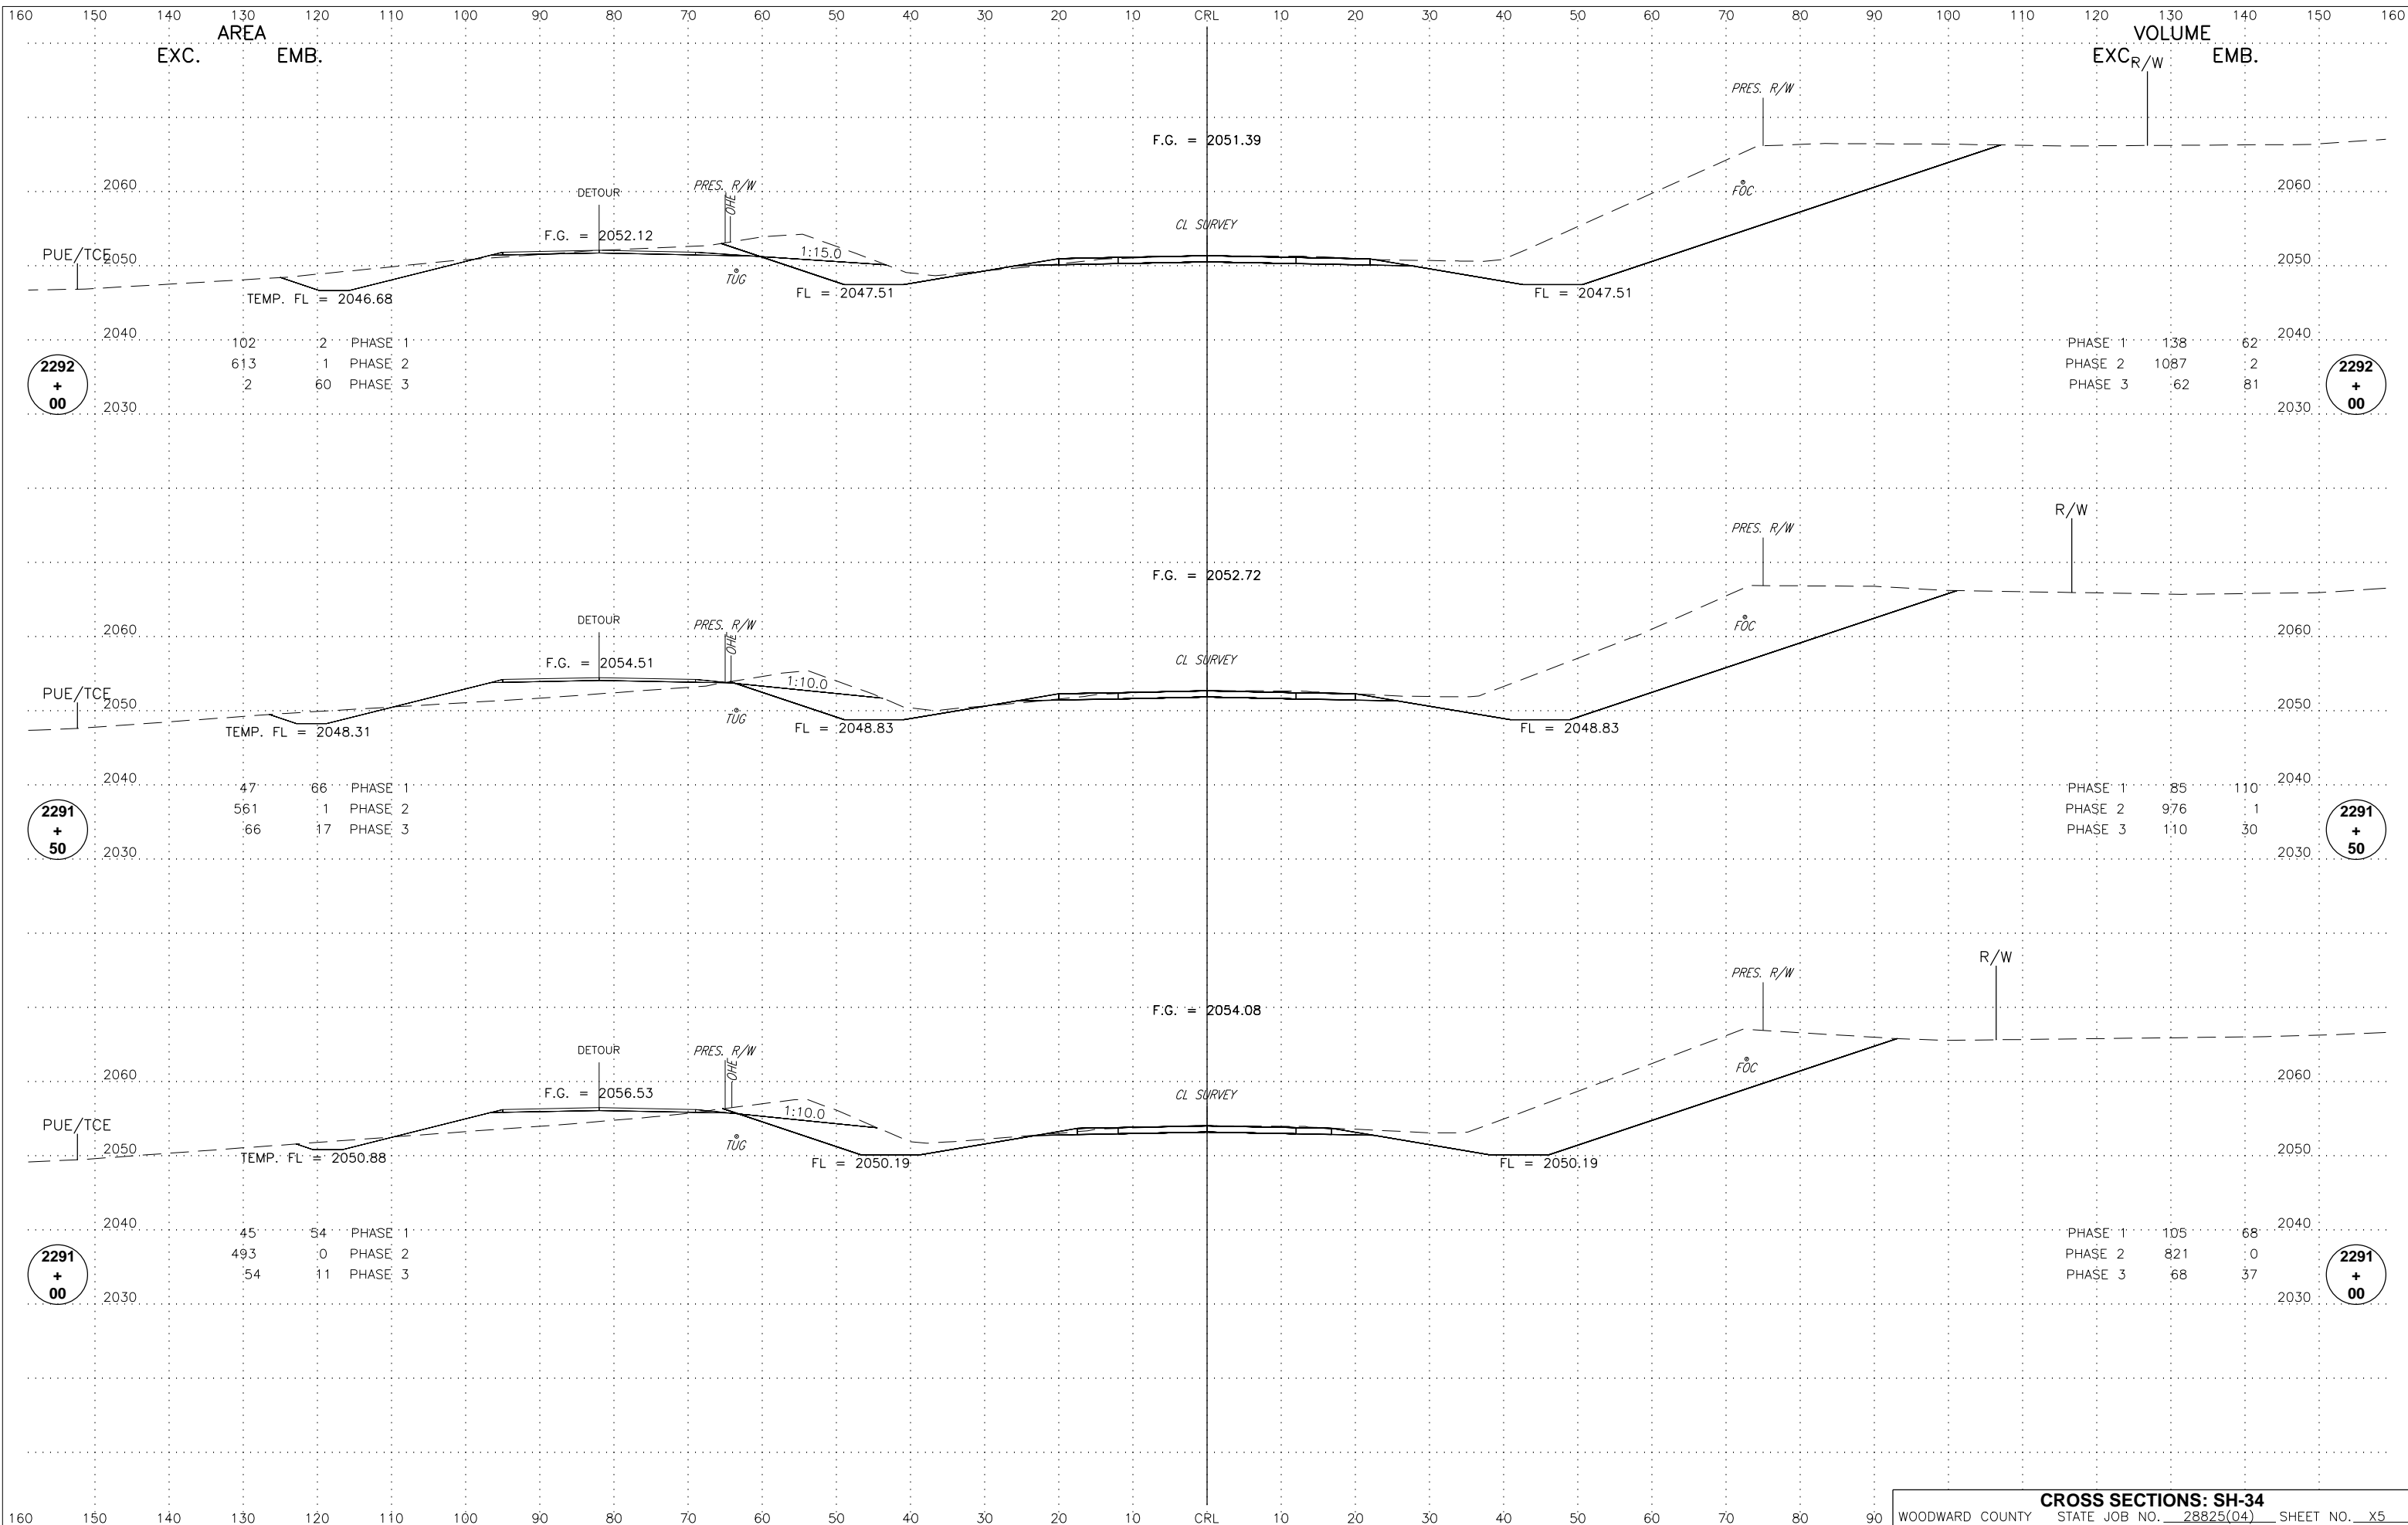 160 150 140 130 120 110 100 90 80 70 60 50 40 30 20 10 CRL 10 20 30 40 50 60 70 80 90 100 110 120 130 140 150 160
AREA VOLUME
EXC. EMB. EXC. R/W EMB.
PRES. R/W
F.G. = 2051.39
2060 DETOUR PRES. R/W OHE FOC 2060
CL SURVEY
F.G. = 2052.12
PUE/TCE 2050 1:15.0 2050
TUG
TEMP. FL = 2046.68 FL = 2047.51 FL = 2047.51
2040 2040
102 2 PHASE 1 PHASE 1 138 62
613 1 PHASE 2 PHASE 2 1087 2
2 60 PHASE 3 PHASE 3 62 81
2292 + 00 2292 + 00
2030 2030
R/W
PRES. R/W
F.G. = 2052.72
DETOUR PRES. R/W OHE FOC
2060 2060
F.G. = 2054.51 CL SURVEY
PUE/TCE 1:10.0
2050 TUG 2050
TEMP. FL = 2048.31 FL = 2048.83 FL = 2048.83
2040 2040
47 66 PHASE 1 PHASE 1 85 110
561 1 PHASE 2 PHASE 2 976 1
66 17 PHASE 3 PHASE 3 110 30
2291 + 50 2291 + 50
2030 2030
R/W
PRES. R/W
F.G. = 2054.08
DETOUR PRES. R/W OHE FOC
2060 2060
F.G. = 2056.53 CL SURVEY
1:10.0
PUE/TCE TUG
2050 2050
TEMP. FL = 2050.88 FL = 2050.19 FL = 2050.19
2040 2040
45 54 PHASE 1 PHASE 1 105 68
493 0 PHASE 2 PHASE 2 821 0
54 11 PHASE 3 PHASE 3 68 37
2291 + 00 2291 + 00
2030 2030
CROSS SECTIONS: SH-34
160 150 140 130 120 110 100 90 80 70 60 50 40 30 20 10 CRL 10 20 30 40 50 60 70 80 90
WOODWARD COUNTY STATE JOB NO. 28825(04) SHEET NO. X5